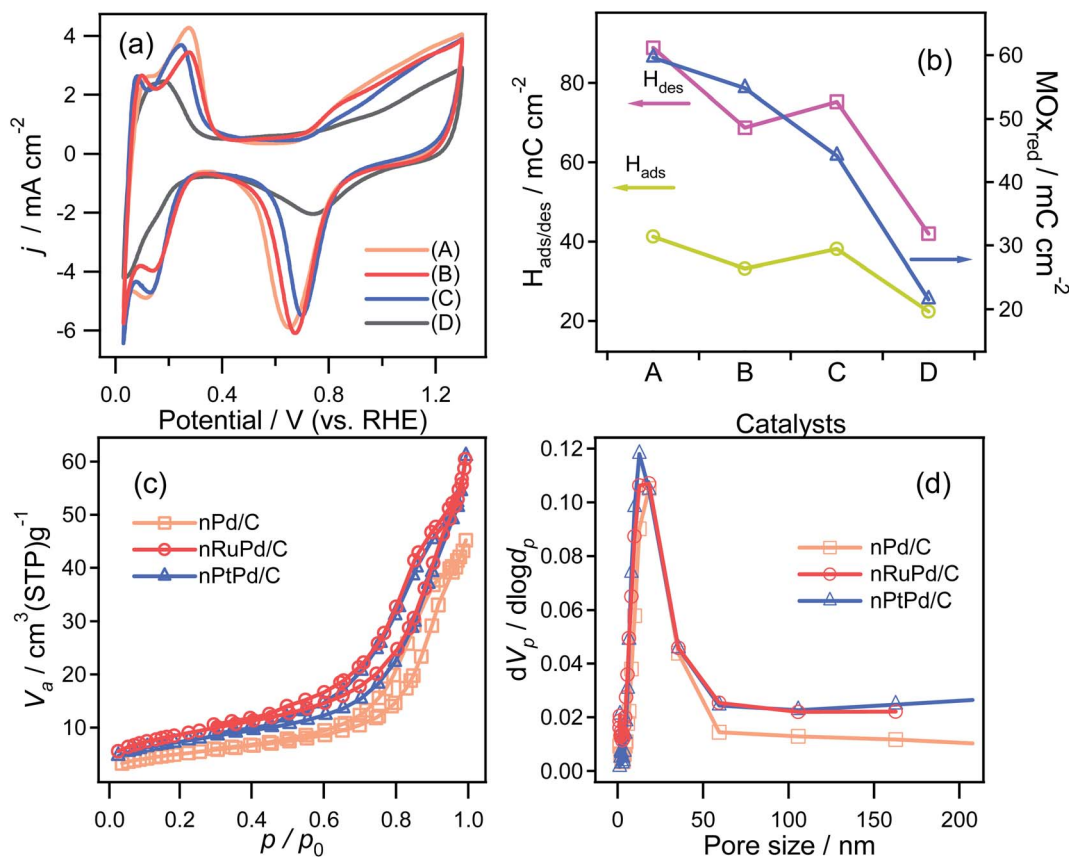 (a)
4
2
0
-2
-4
-6
j / mA cm-2
(A)
(B)
(C)
(D)
0.0 0.4 0.8 1.2
Potential / V (vs. RHE)
(b)
80
60
40
20
Hads/des / mC cm-2
Hdes
Hads
60
50
40
30
20
MOxred / mC cm-2
A B C D
Catalysts
(c)
60
50
40
30
20
10
Va / cm3(STP)g-1
nPd/C
nRuPd/C
nPtPd/C
0.0 0.2 0.4 0.6 0.8 1.0
p / p0
(d)
0.12
0.10
0.08
0.06
0.04
0.02
0.00
dVp / dlogdp
nPd/C
nRuPd/C
nPtPd/C
0 50 100 150 200
Pore size / nm